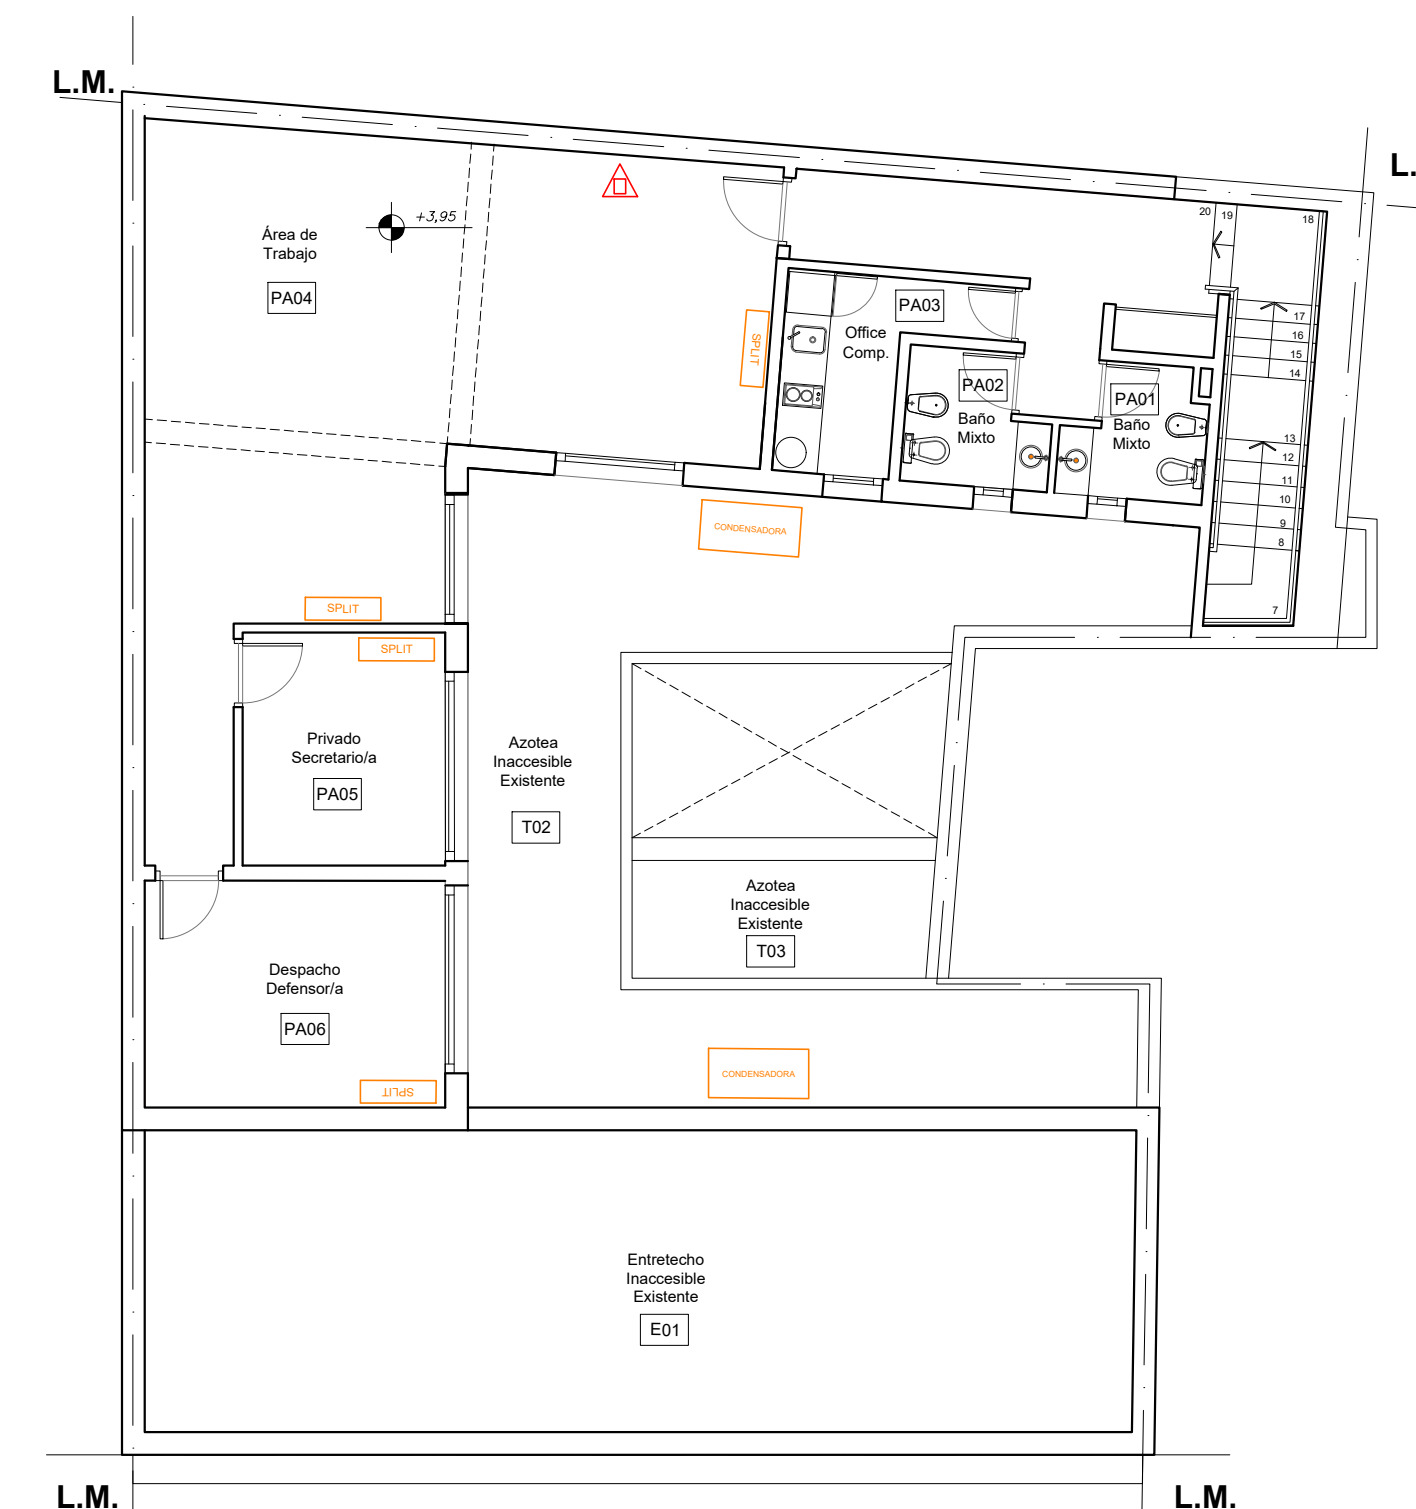 L.M.
L.
+3,95
Área de
Trabajo
PA04
20
19
18
17
16
15
14
13
12
11
10
9
8
7
PA03
Office
Comp.
SPLIT
PA02
Baño
Mixto
PA01
Baño
Mixto
CONDENSADORA
SPLIT
SPLIT
Privado
Secretario/a
PA05
Azotea
Inaccesible
Existente
T02
Azotea
Inaccesible
Existente
T03
Despacho
Defensor/a
PA06
SPLIT
CONDENSADORA
Entretecho
Inaccesible
Existente
E01
L.M.
L.M.